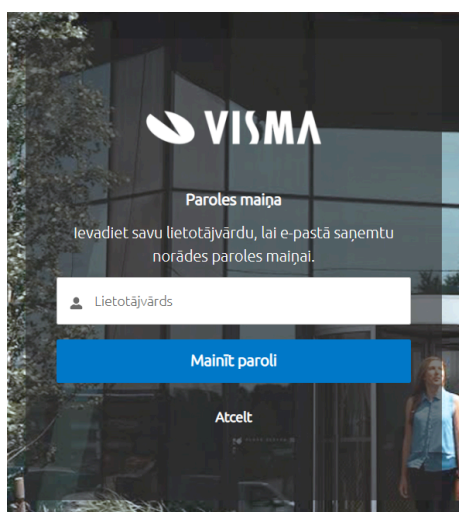 VISMA
Paroles maiņa
Ievadiet savu lietotājvārdu, lai e-pastā saņemtu
norādes paroles maiņai.
Lietotājvārds
Mainīt paroli
Atcelt